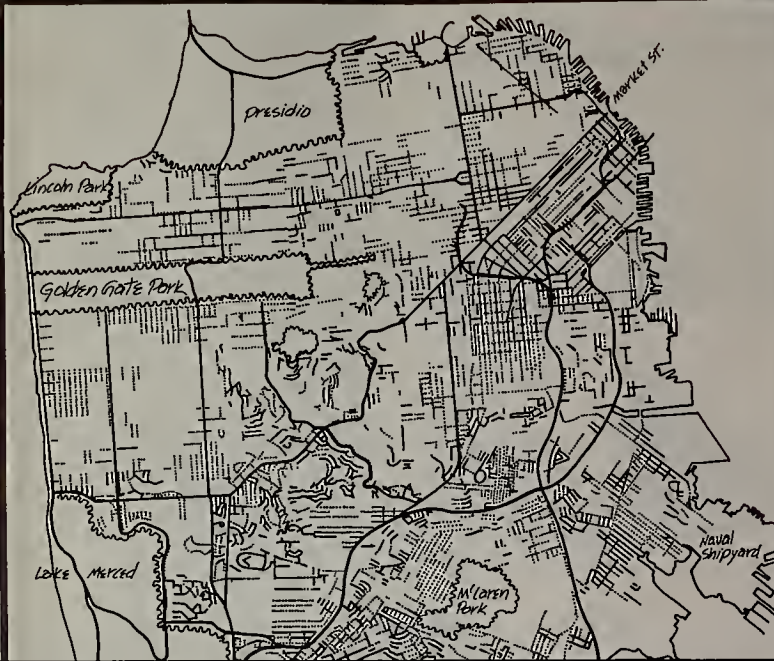 Market St.
Presidio
Lincoln Park
Golden Gate Park
Naval
Shipyard
Lake Merced
McLaren
Park